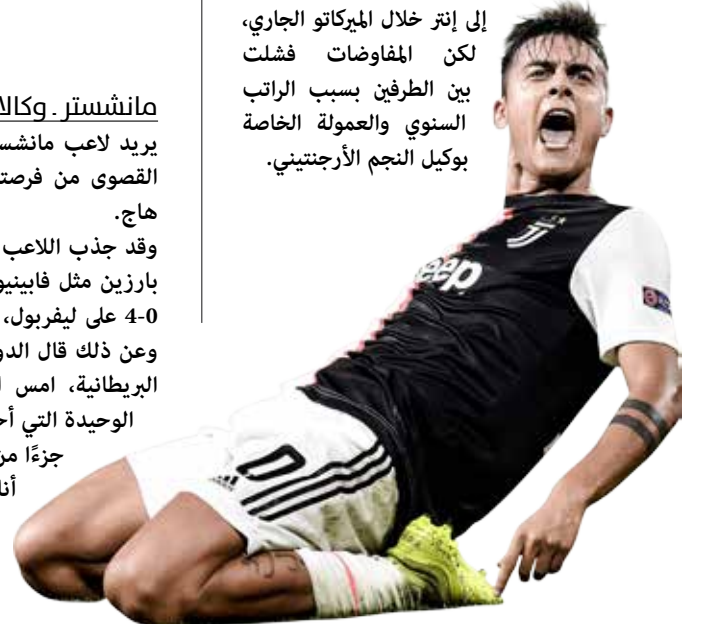 إلى إنتر خلال الميركاتو الجاري،
لكن المفاوضات فشلت
بين الطرفين بسبب الراتب
السنوي والعمولة الخاصة
بوكيل النجم الأرجنتيني.
مانشستر . وكالا
يريد لاعب مانشس
القصوى من فرصت
هاج.
وقد جذب اللاعب
بارزين مثل فابينيو
4-0 على ليفربول،
وعن ذلك قال الدو
البريطانية، امس ا
الوحيدة التي أح
جزءًا من
أنا
Jeep
adidas